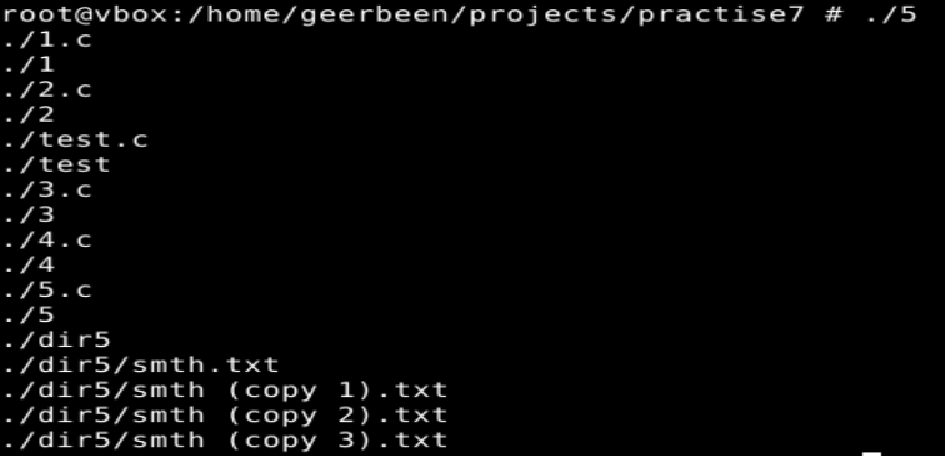 root@vbox:/home/geerbeen/projects/practise7 # ./5
./1.c
./1
./2.c
./2
./test.c
./test
./3.c
./3
./4.c
./4
./5.c
./5
./dir5
./dir5/smth.txt
./dir5/smth (copy 1).txt
./dir5/smth (copy 2).txt
./dir5/smth (copy 3).txt